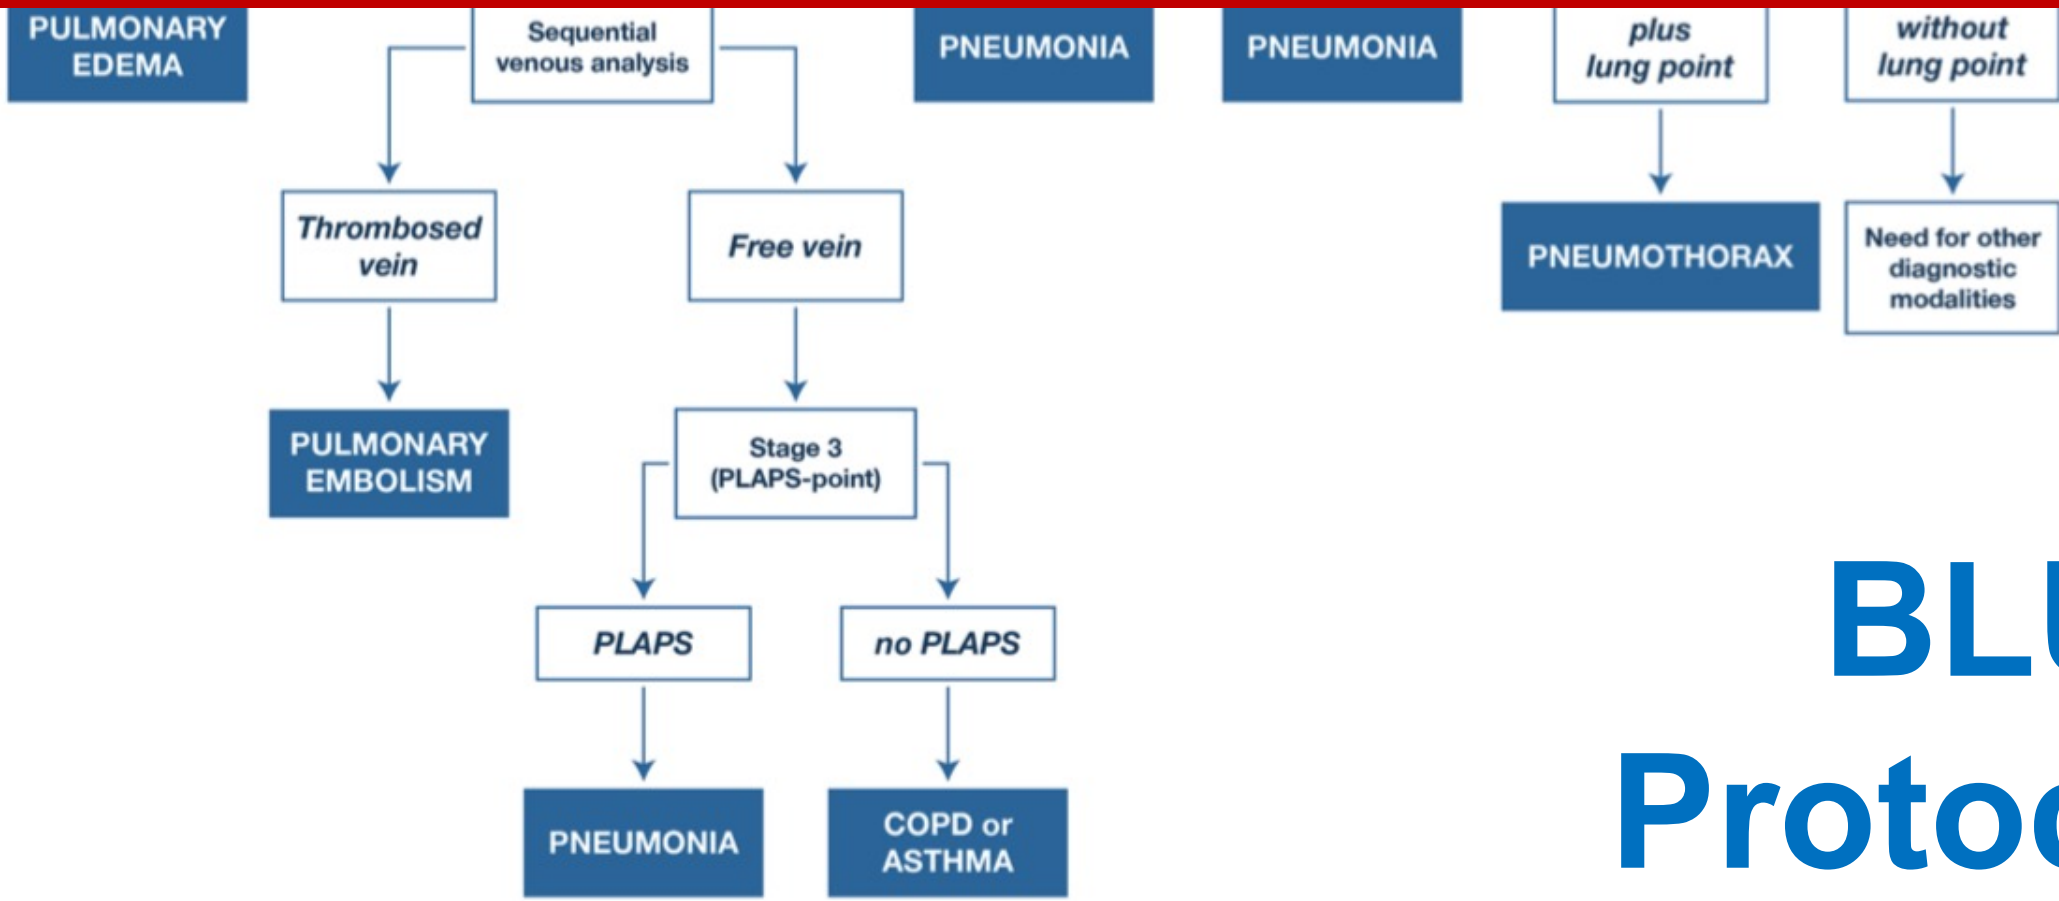 PULMONARY
EDEMA
Sequential
venous analysis
PNEUMONIA
PNEUMONIA
plus
lung point
without
lung point
Thrombosed
vein
Free vein
PNEUMOTHORAX
Need for other
diagnostic
modalities
PULMONARY
EMBOLISM
Stage 3
(PLAPS-point)
PLAPS
no PLAPS
PNEUMONIA
COPD or
ASTHMA